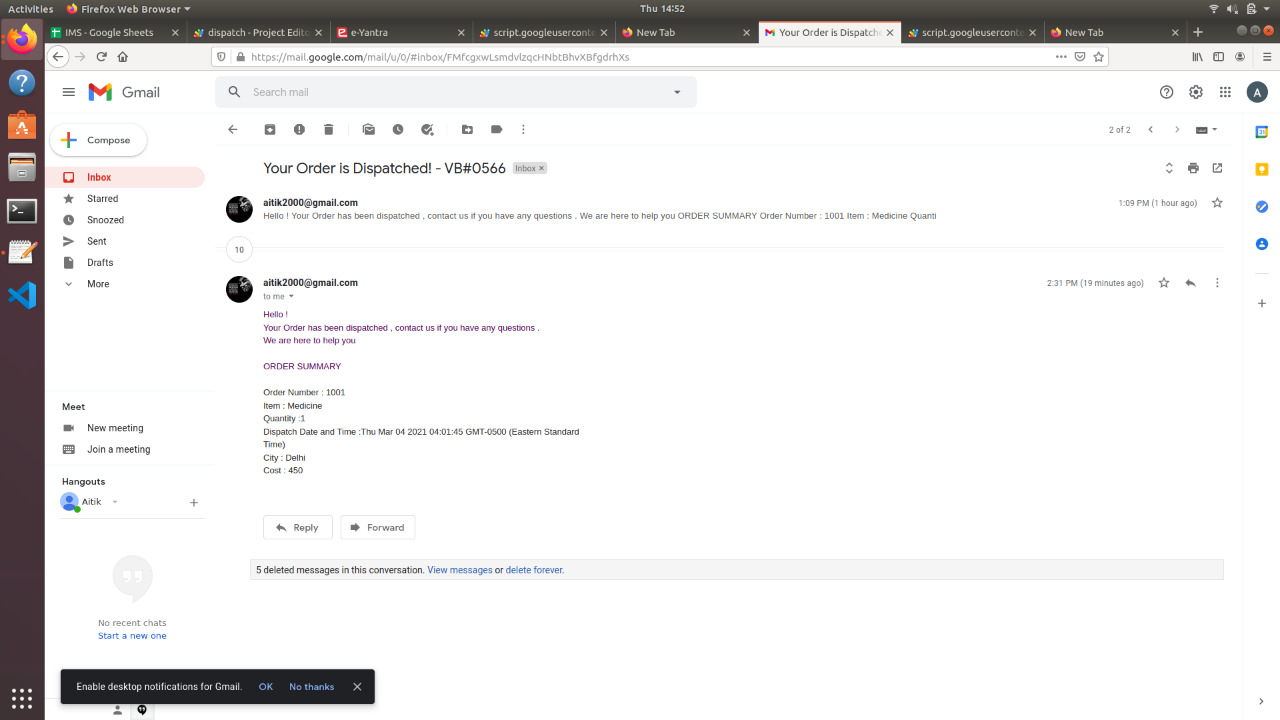 Activities
Firefox Web Browser
Thu 14:52
IMS - Google Sheets
dispatch - Project Edito
e-Yantra
script.googleuserconte
New Tab
Your Order is Dispatche
script.googleuserconte
New Tab
https://mail.google.com/mail/u/0/#inbox/FMfcgxwLsmdvlzqcHNbtBhvXBfgdrhXs
Gmail
Search mail
A
Compose
2 of 2
Your Order is Dispatched! - VB#0566
Inbox
Inbox
Starred
Snoozed
Sent
Drafts
More
aitik2000@gmail.com
1:09 PM (1 hour ago)
Hello ! Your Order has been dispatched , contact us if you have any questions . We are here to help you ORDER SUMMARY Order Number : 1001 Item : Medicine Quanti
10
aitik2000@gmail.com
2:31 PM (19 minutes ago)
to me
Hello !
Your Order has been dispatched , contact us if you have any questions .
We are here to help you
ORDER SUMMARY
Order Number : 1001
Item : Medicine
Quantity :1
Dispatch Date and Time :Thu Mar 04 2021 04:01:45 GMT-0500 (Eastern Standard
Time)
City : Delhi
Cost : 450
Reply
Forward
5 deleted messages in this conversation. View messages or delete forever.
Meet
New meeting
Join a meeting
Hangouts
Aitik
No recent chats
Start a new one
Enable desktop notifications for Gmail.
OK
No thanks